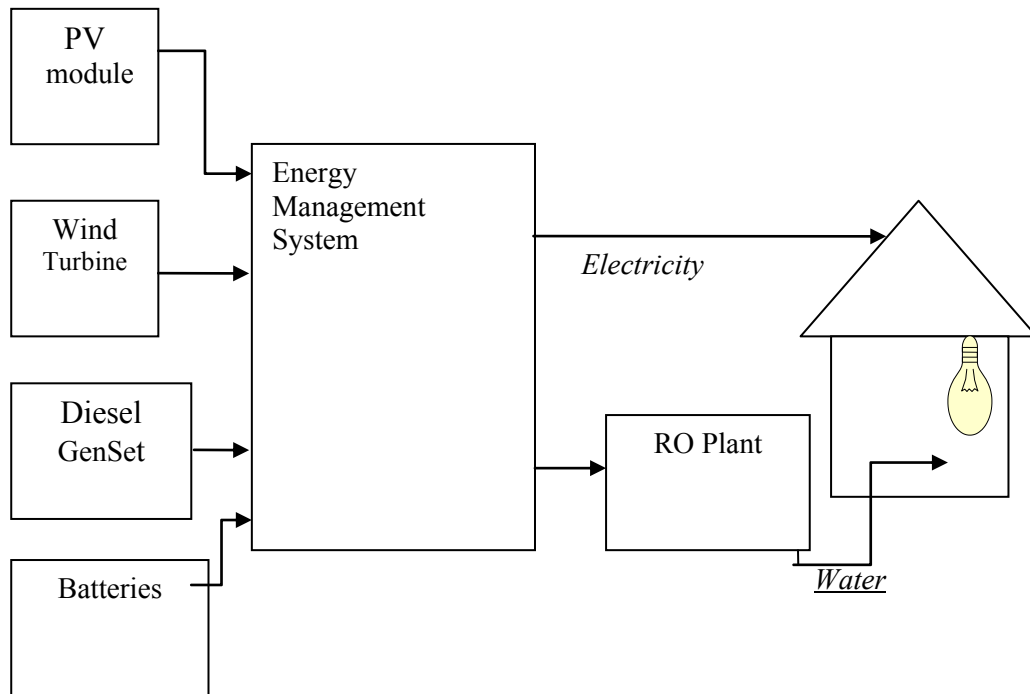 PV
module
Wind
Turbine
Diesel
GenSet
Batteries
Energy
Management
System
Electricity
RO Plant
Water